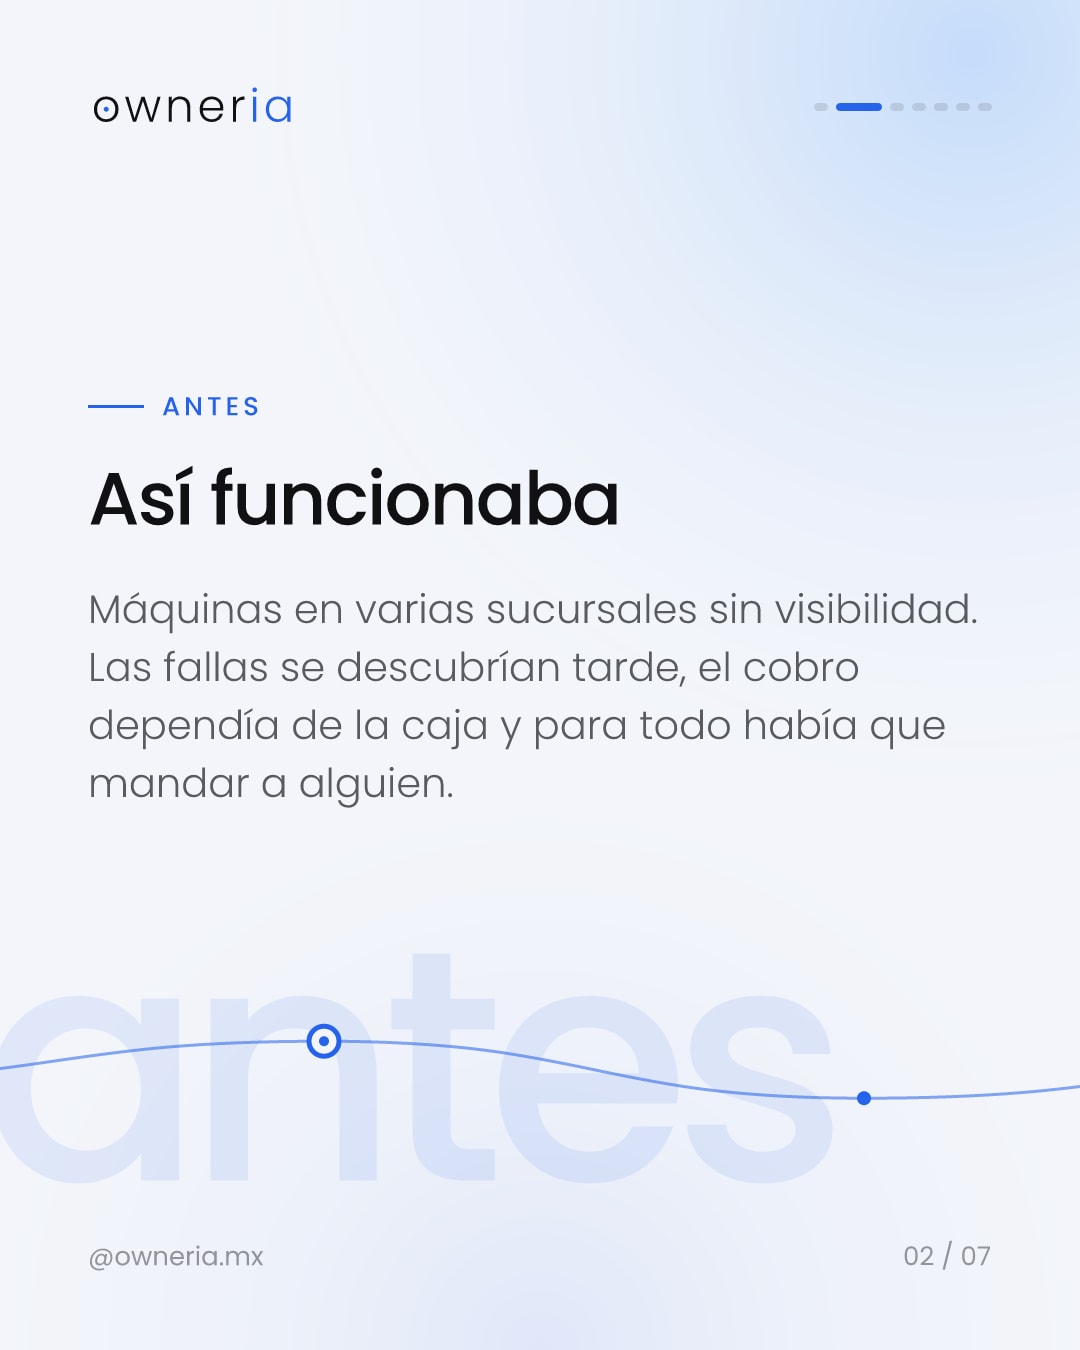 owneria
ANTES
Así funcionaba
Máquinas en varias sucursales sin visibilidad.
Las fallas se descubrían tarde, el cobro
dependía de la caja y para todo había que
mandar a alguien.
antes
@owneria.mx
02 / 07